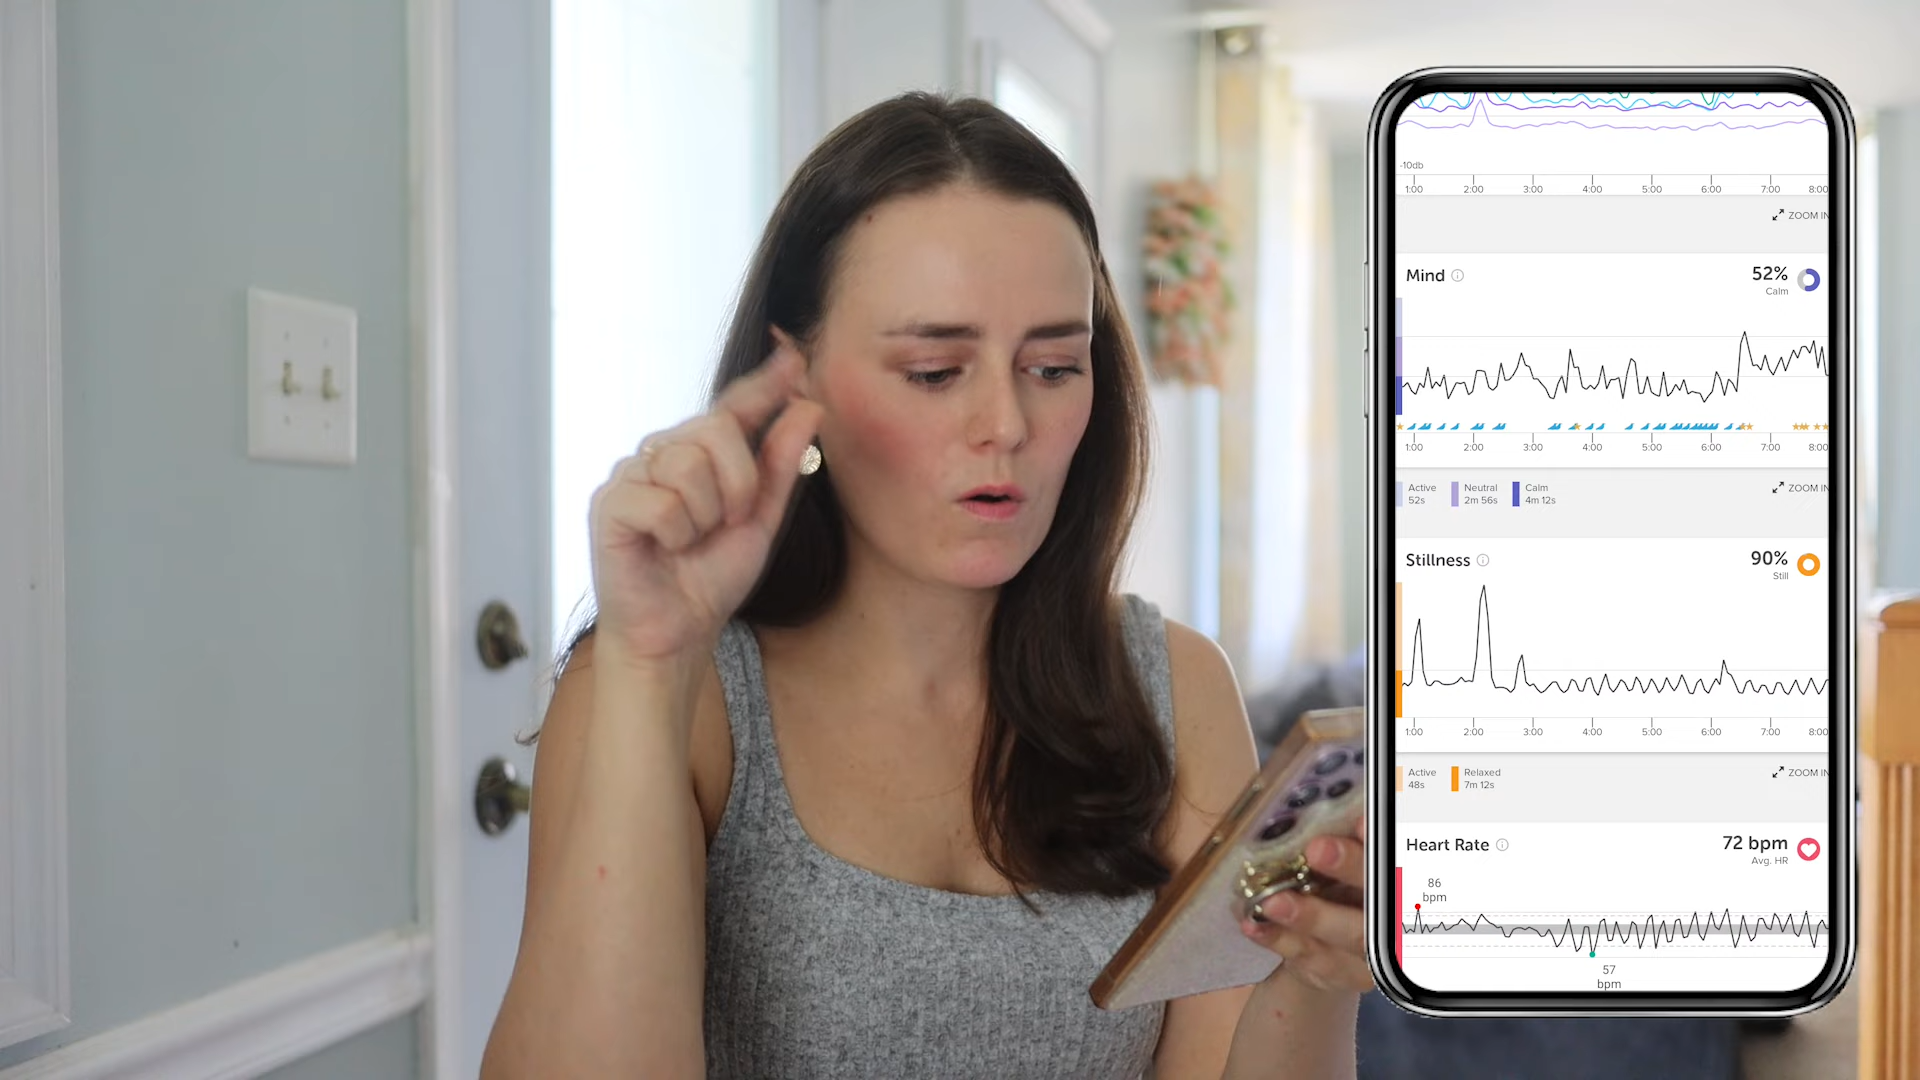 -10db
1:00 2:00 3:00 4:00 5:00 6:00 7:00 8:00
ZOOM IN
Mind 52%
Calm
1:00 2:00 3:00 4:00 5:00 6:00 7:00 8:00
Active Neutral Calm ZOOM IN
52s 2m 56s 4m 12s
Stillness 90%
Still
1:00 2:00 3:00 4:00 5:00 6:00 7:00 8:00
Active Relaxed ZOOM IN
48s 7m 12s
Heart Rate 72 bpm
Avg. HR
86
bpm
57
bpm